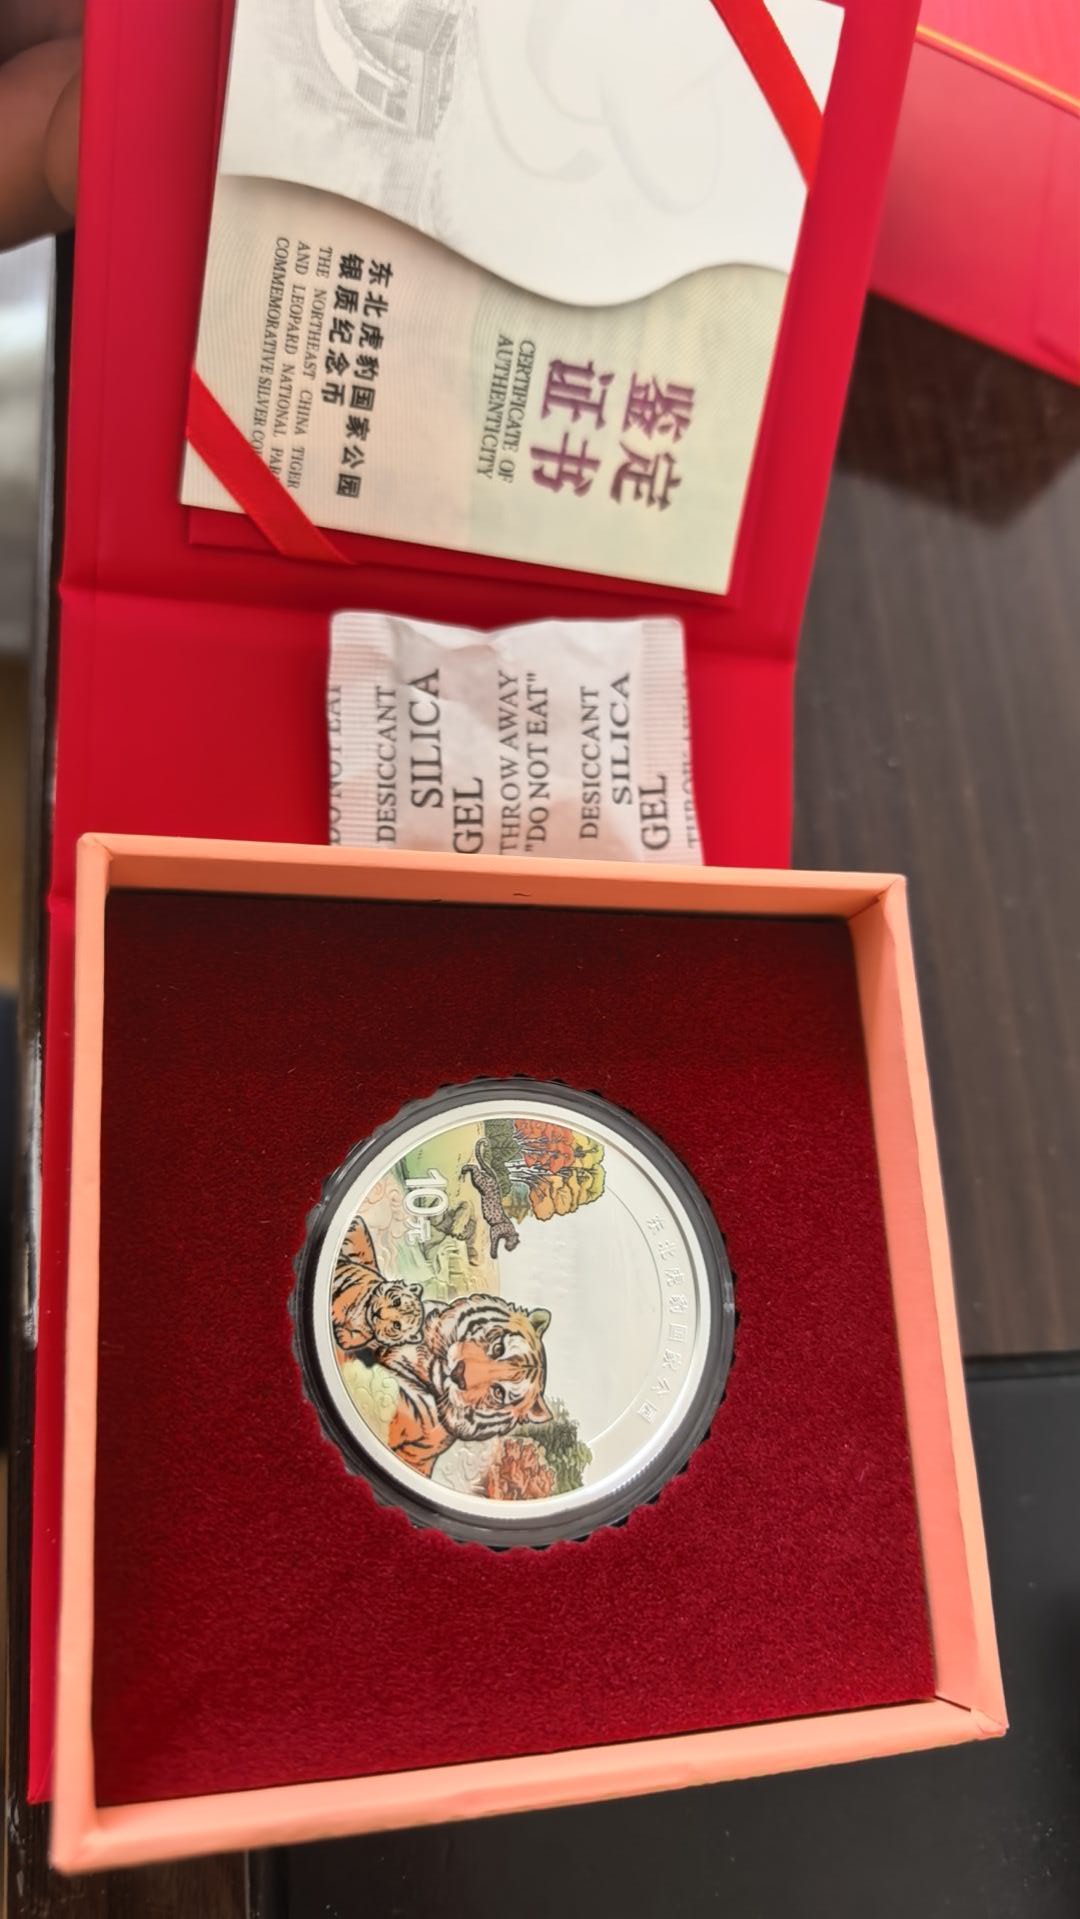 鉴定
证书
CERTIFICATE OF
AUTHENTICITY
东北虎豹国家公园
银质纪念币
THE NORTHEAST CHINA TIGER
AND LEOPARD NATIONAL PAR
COMMEMORATIVE SILVER CO
DESICCANT
SILICA
GEL
THROW AWAY
"DO NOT EAT"
DESICCANT
SILICA
GEL
东北虎豹国家公园
10元